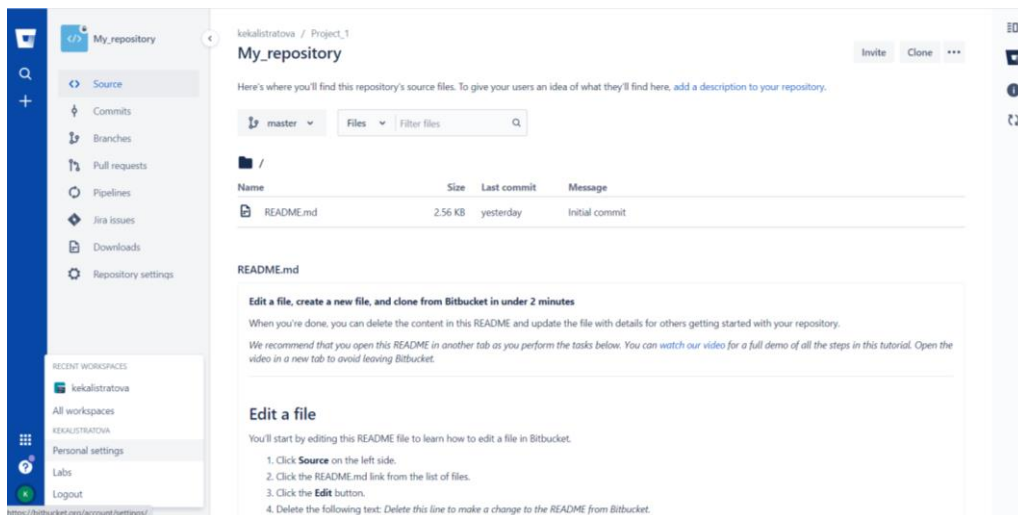 My_repository
Source
Commits
Branches
Pull requests
Pipelines
Jira issues
Downloads
Repository settings
RECENT WORKSPACES
kekalistratova
All workspaces
KEKALISTRATOVA
Personal settings
Labs
Logout
K
https://bitbucket.org/account/settings/
kekalistratova / Project_1
My_repository
Invite Clone
Here's where you'll find this repository's source files. To give your users an idea of what they'll find here, add a description to your repository.
master Files Filter files
/
Name Size Last commit Message
README.md 2.56 KB yesterday Initial commit
README.md
Edit a file, create a new file, and clone from Bitbucket in under 2 minutes
When you're done, you can delete the content in this README and update the file with details for others getting started with your repository.
We recommend that you open this README in another tab as you perform the tasks below. You can watch our video for a full demo of all the steps in this tutorial. Open the
video in a new tab to avoid leaving Bitbucket.
Edit a file
You'll start by editing this README file to learn how to edit a file in Bitbucket.
1. Click Source on the left side.
2. Click the README.md link from the list of files.
3. Click the Edit button.
4. Delete the following text: Delete this line to make a change to the README from Bitbucket.